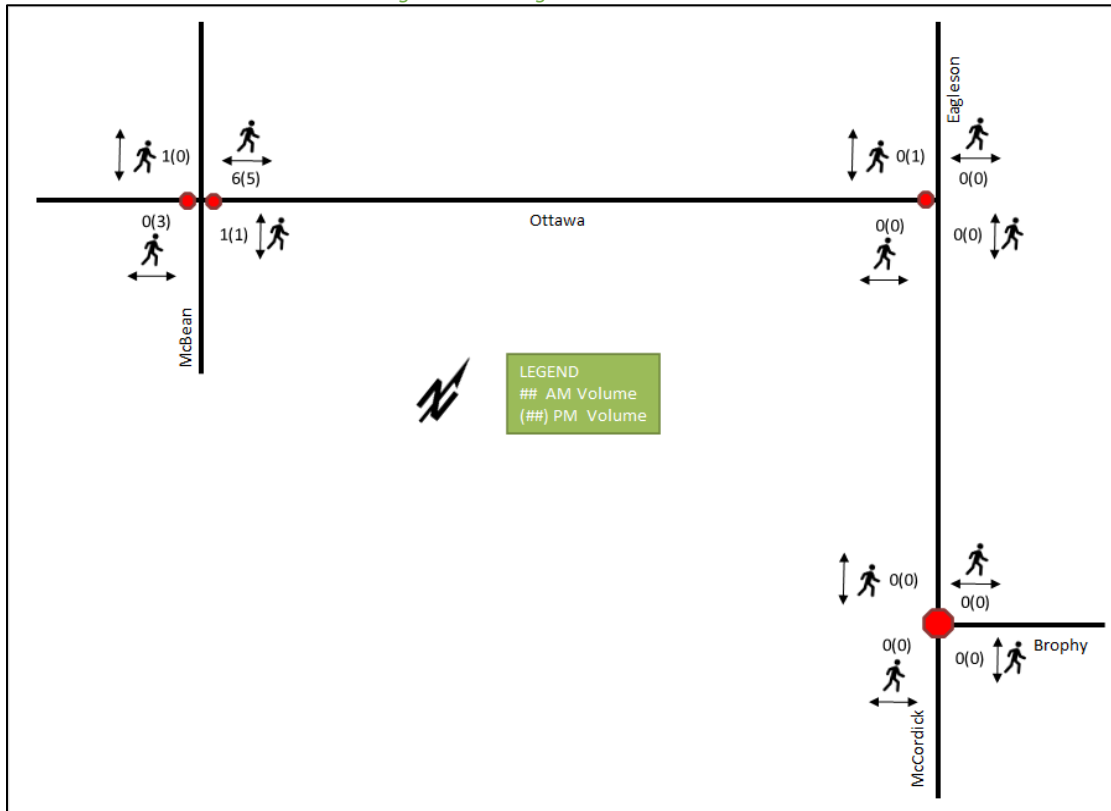 Eagleson
1(0)
6(5)
0(1)
0(0)
0(3)
1(1)
Ottawa
0(0)
0(0)
McBean
LEGEND
## AM Volume
(##) PM Volume
0(0)
0(0)
0(0)
0(0)
Brophy
McCordick